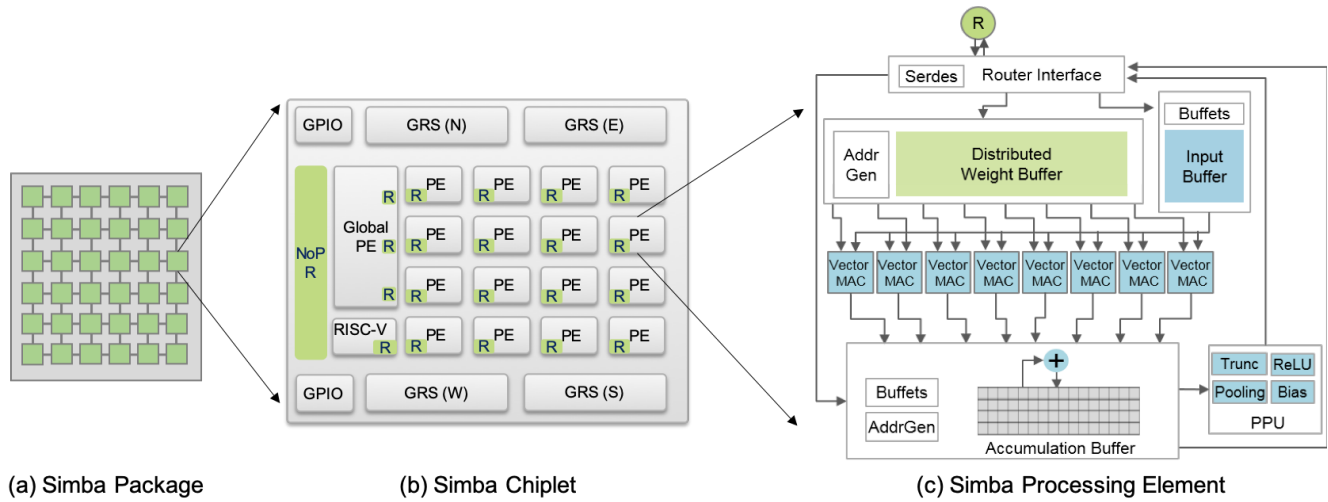 (a) Simba Package
GPIO
GRS (N)
GRS (E)
NoP
R
Global
PE
R
R
R
RISC-V
R
PE
R
PE
R
PE
R
PE
R
PE
R
PE
R
PE
R
PE
R
PE
R
PE
R
PE
R
PE
R
PE
R
PE
R
PE
R
PE
R
GPIO
GRS (W)
GRS (S)
(b) Simba Chiplet
R
Serdes
Router Interface
Addr
Gen
Distributed
Weight Buffer
Buffets
Input
Buffer
Vector
MAC
Vector
MAC
Vector
MAC
Vector
MAC
Vector
MAC
Vector
MAC
Vector
MAC
Vector
MAC
+
Buffets
AddrGen
Accumulation Buffer
Trunc
ReLU
Pooling
Bias
PPU
(c) Simba Processing Element